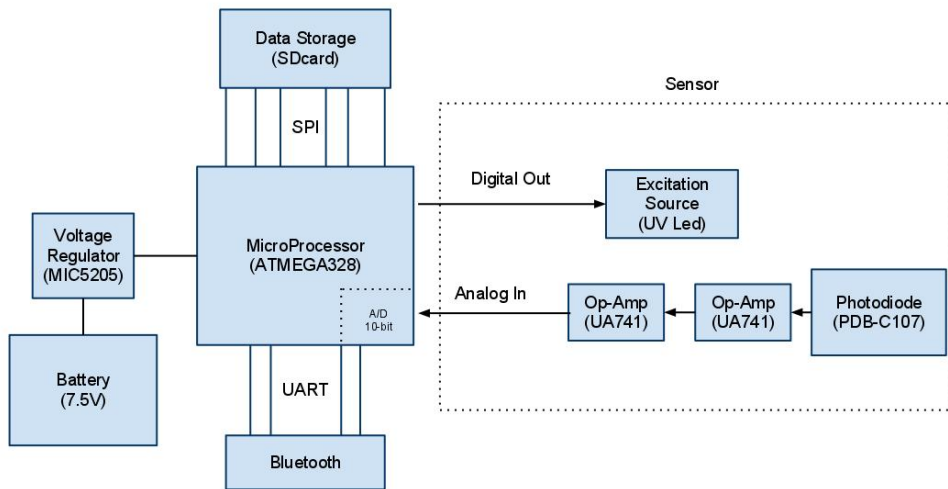 Data Storage
(SDcard)
Sensor
SPI
Digital Out
Excitation
Source
(UV Led)
Voltage
Regulator
(MIC5205)
MicroProcessor
(ATMEGA328)
A/D
10-bit
Analog In
Op-Amp
(UA741)
Op-Amp
(UA741)
Photodiode
(PDB-C107)
Battery
(7.5V)
UART
Bluetooth